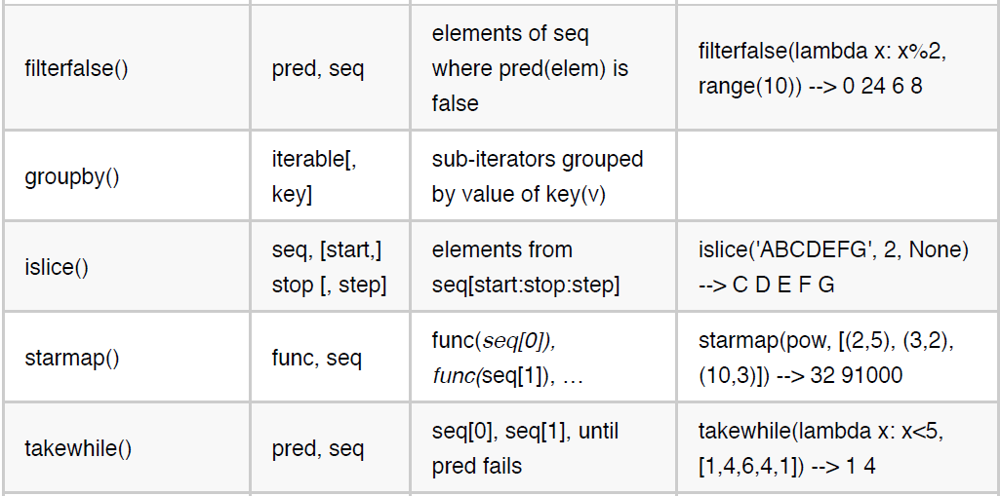 filterfalse()
pred, seq
elements of seq
where pred(elem) is
false
filterfalse(lambda x: x%2,
range(10)) --> 0 24 6 8
groupby()
iterable[,
key]
sub-iterators grouped
by value of key(v)
islice()
seq, [start,]
stop [, step]
elements from
seq[start:stop:step]
islice('ABCDEFG', 2, None)
--> C D E F G
starmap()
func, seq
func(seq[0]),
func(seq[1]), …
starmap(pow, [(2,5), (3,2),
(10,3)]) --> 32 91000
takewhile()
pred, seq
seq[0], seq[1], until
pred fails
takewhile(lambda x: x<5,
[1,4,6,4,1]) --> 1 4